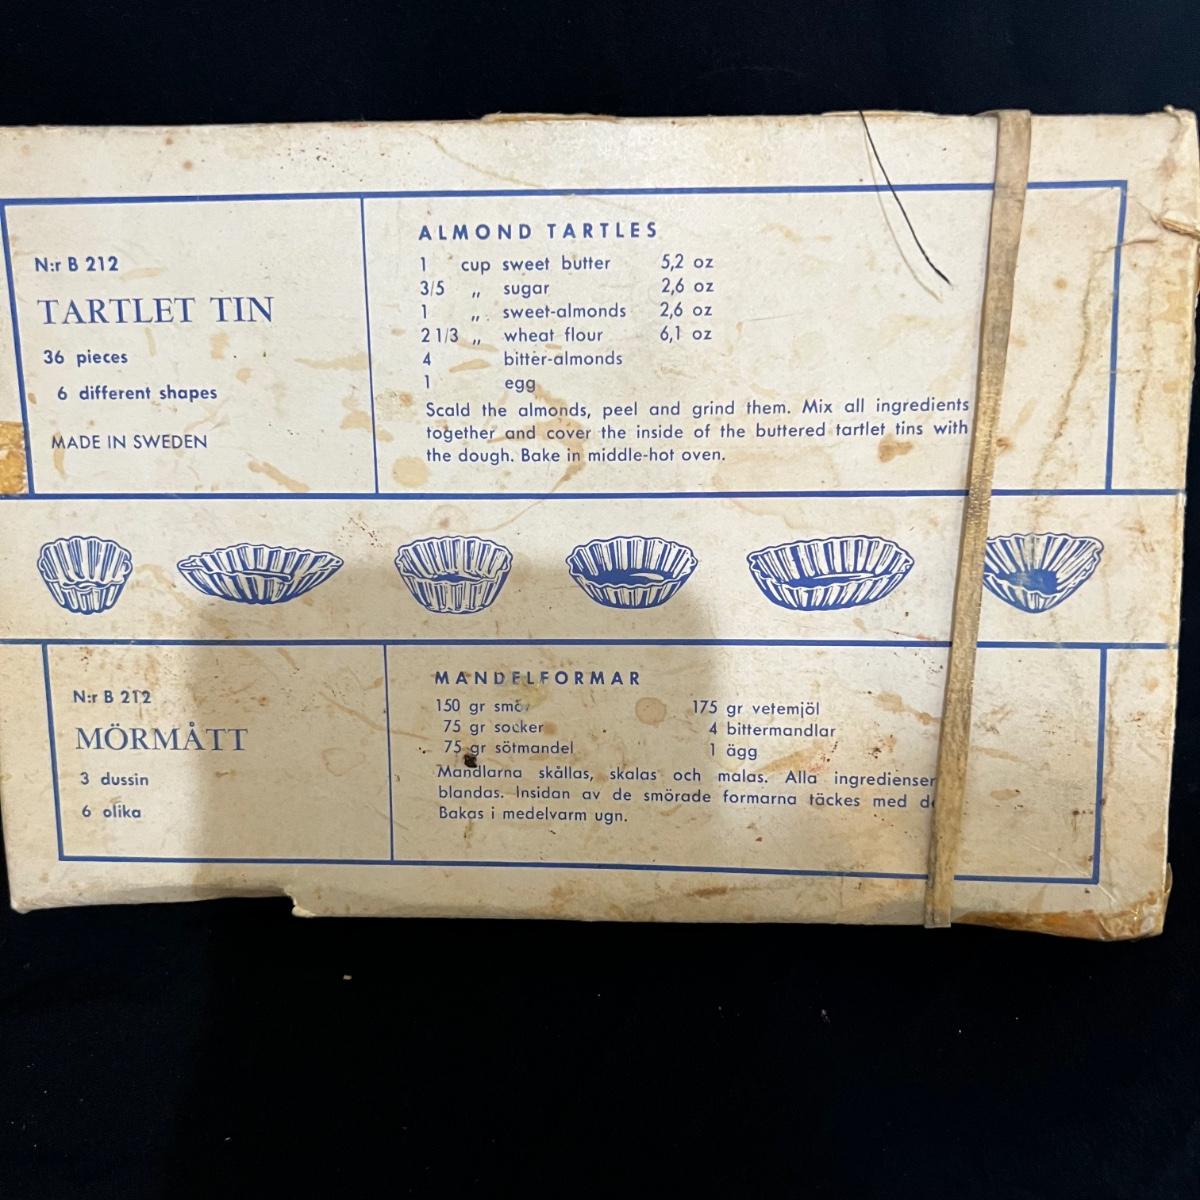 N:r B 212
TARTLET TIN
36 pieces
6 different shapes
MADE IN SWEDEN
ALMOND TARTLES
1 cup sweet butter 5,2 oz
3/5 „ sugar 2,6 oz
1 „ sweet-almonds 2,6 oz
2 1/3 „ wheat flour 6,1 oz
4 bitter-almonds
1 egg
Scald the almonds, peel and grind them. Mix all ingredients
together and cover the inside of the buttered tartlet tins with
the dough. Bake in middle-hot oven.
N:r B 212
MÖRMÅTT
3 dussin
6 olika
MANDELFORMAR
150 gr smör 175 gr vetemjöl
75 gr socker 4 bittermandlar
75 gr sötmandel 1 ägg
Mandlarna skållas, skalas och malas. Alla ingredienser
blandas. Insidan av de smörade formarna täckes med
Bakas i medelvarm ugn.